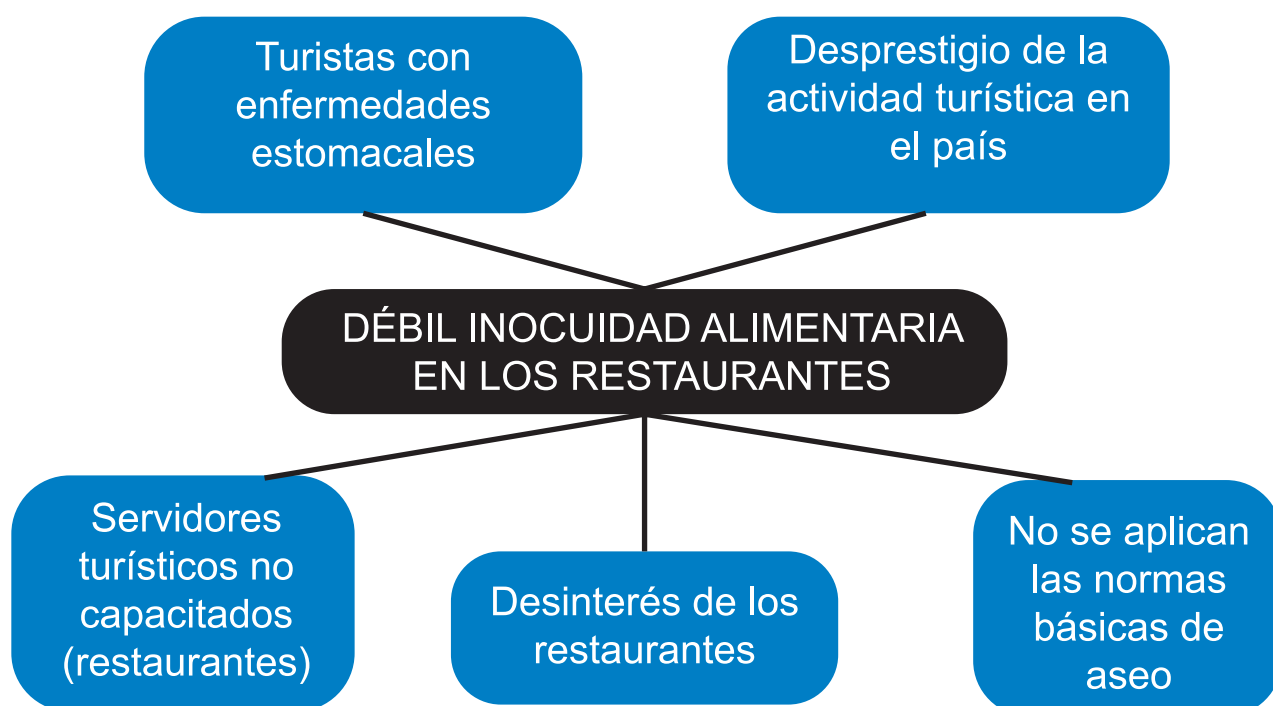 Turistas con
enfermedades
estomacales
Desprestigio de la
actividad turística en
el país
DÉBIL INOCUIDAD ALIMENTARIA
EN LOS RESTAURANTES
Servidores
turísticos no
capacitados
(restaurantes)
Desinterés de los
restaurantes
No se aplican
las normas
básicas de
aseo